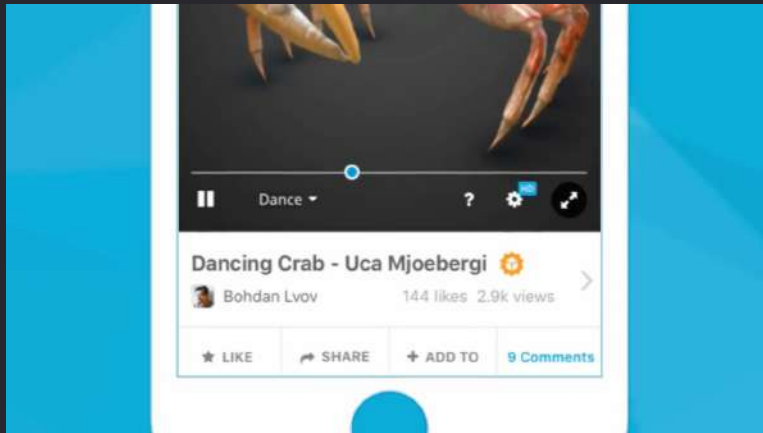 Dance
?
HD
Dancing Crab - Uca Mjoebergi
Bohdan Lvov
144 likes 2.9k views
LIKE
SHARE
+ ADD TO
9 Comments